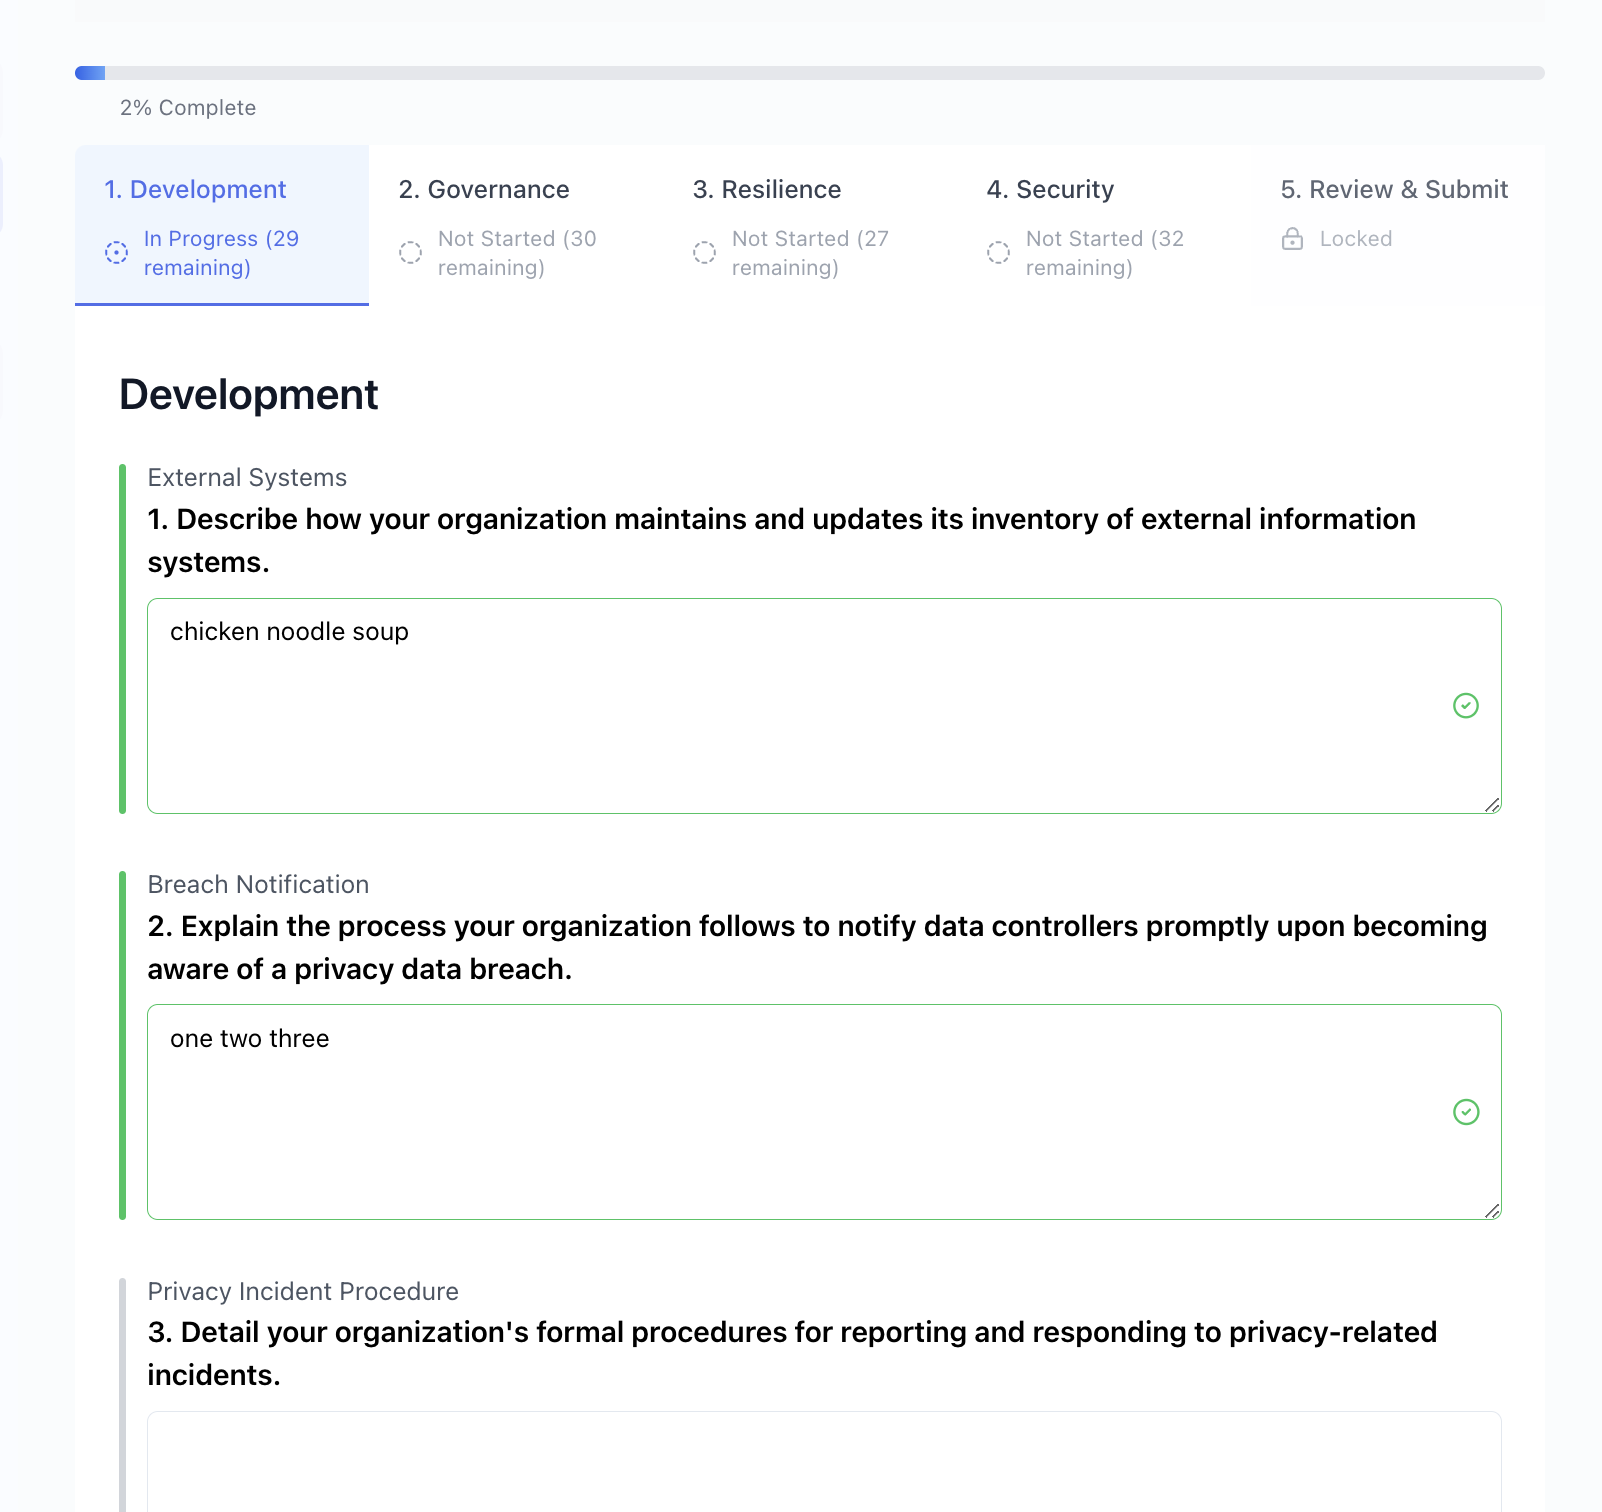 2% Complete
1. Development
In Progress (29
remaining)
2. Governance
Not Started (30
remaining)
3. Resilience
Not Started (27
remaining)
4. Security
Not Started (32
remaining)
5. Review & Submit
Locked
Development
External Systems
1. Describe how your organization maintains and updates its inventory of external information
systems.
chicken noodle soup
Breach Notification
2. Explain the process your organization follows to notify data controllers promptly upon becoming
aware of a privacy data breach.
one two three
Privacy Incident Procedure
3. Detail your organization's formal procedures for reporting and responding to privacy-related
incidents.